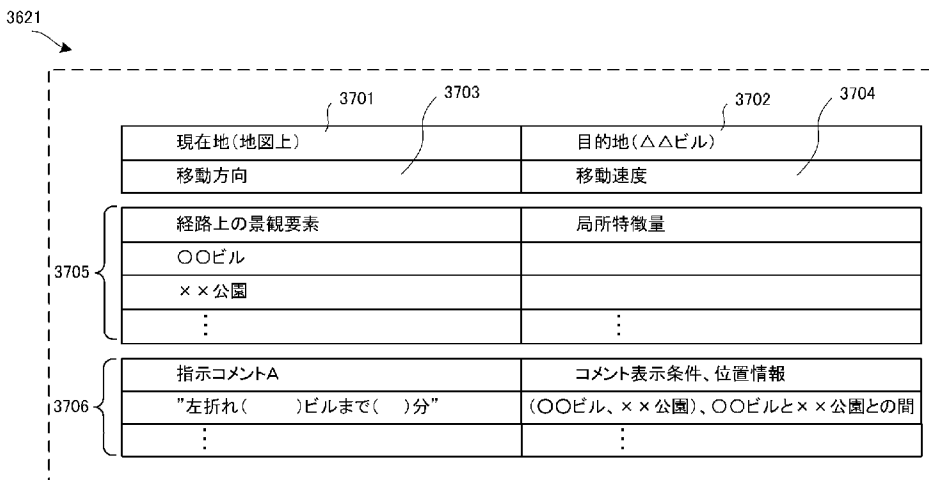 3621
3701
3703
3702
3704
現在地(地図上)
目的地(△△ビル)
移動方向
移動速度
3705
経路上の景観要素
局所特徴量
○○ビル
××公園
⋮
⋮
3706
指示コメントA
コメント表示条件、位置情報
”左折れ(　　　)ビルまで(　)分”
(○○ビル、××公園)、○○ビルと××公園との間
⋮
⋮